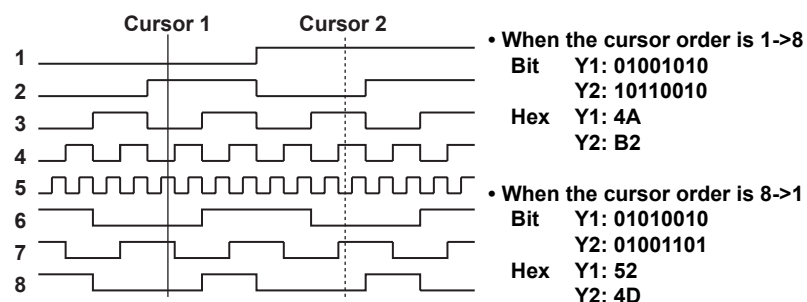 Cursor 1 Cursor 2
1
2
3
4
5
6
7
8
• When the cursor order is 1->8
Bit Y1: 01001010
Y2: 10110010
Hex Y1: 4A
Y2: B2
• When the cursor order is 8->1
Bit Y1: 01010010
Y2: 01001101
Hex Y1: 52
Y2: 4D